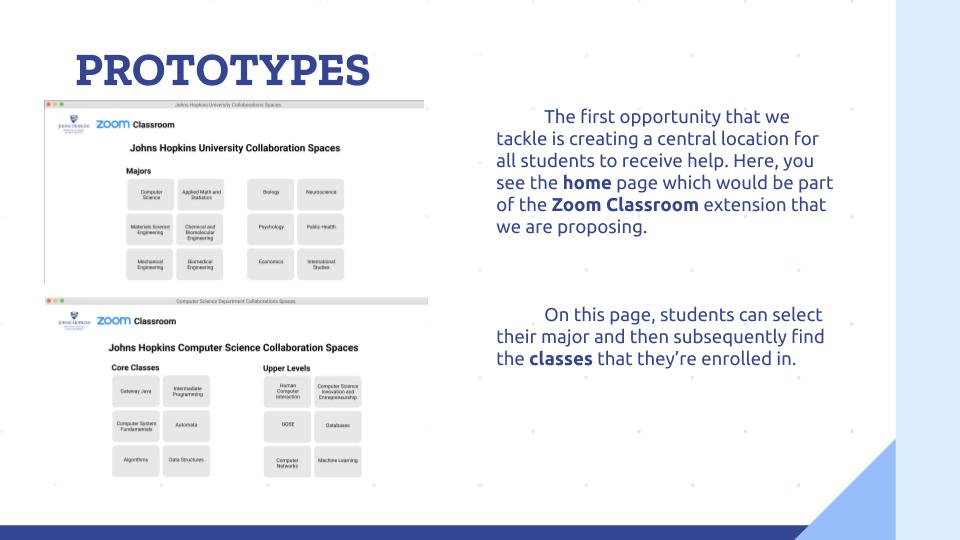 PROTOTYPES
Johns Hopkins University Collaborations Spaces
JOHNS HOPKINS
zoom Classroom
Johns Hopkins University Collaboration Spaces
Majors
Computer
Science
Applied Math and
Statistics
Biology
Neuroscience
Materials Science
Engineering
Chemical and
Biomolecular
Engineering
Psychology
Public Health
Mechanical
Engineering
Biomedical
Engineering
Economics
International
Studies
Computer Science Department Collaborations Spaces
JOHNS HOPKINS
zoom Classroom
Johns Hopkins Computer Science Collaboration Spaces
Core Classes
Upper Levels
Gateway Java
Intermediate
Programming
Human
Computer
Interaction
Computer Science
Innovation and
Entrepreneurship
Computer System
Fundamentals
Automata
OOSE
Databases
Algorithms
Data Structures
Computer
Networks
Machine Learning
The first opportunity that we
tackle is creating a central location for
all students to receive help. Here, you
see the home page which would be part
of the Zoom Classroom extension that
we are proposing.
On this page, students can select
their major and then subsequently find
the classes that they're enrolled in.